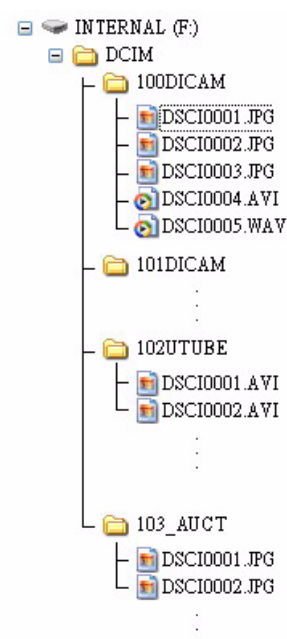 INTERNAL (F:)
DCIM
100DICAM
DSCI0001.JPG
DSCI0002.JPG
DSCI0003.JPG
DSCI0004.AVI
DSCI0005.WAV
101DICAM
102UTUBE
DSCI0001.AVI
DSCI0002.AVI
103_AUCT
DSCI0001.JPG
DSCI0002.JPG